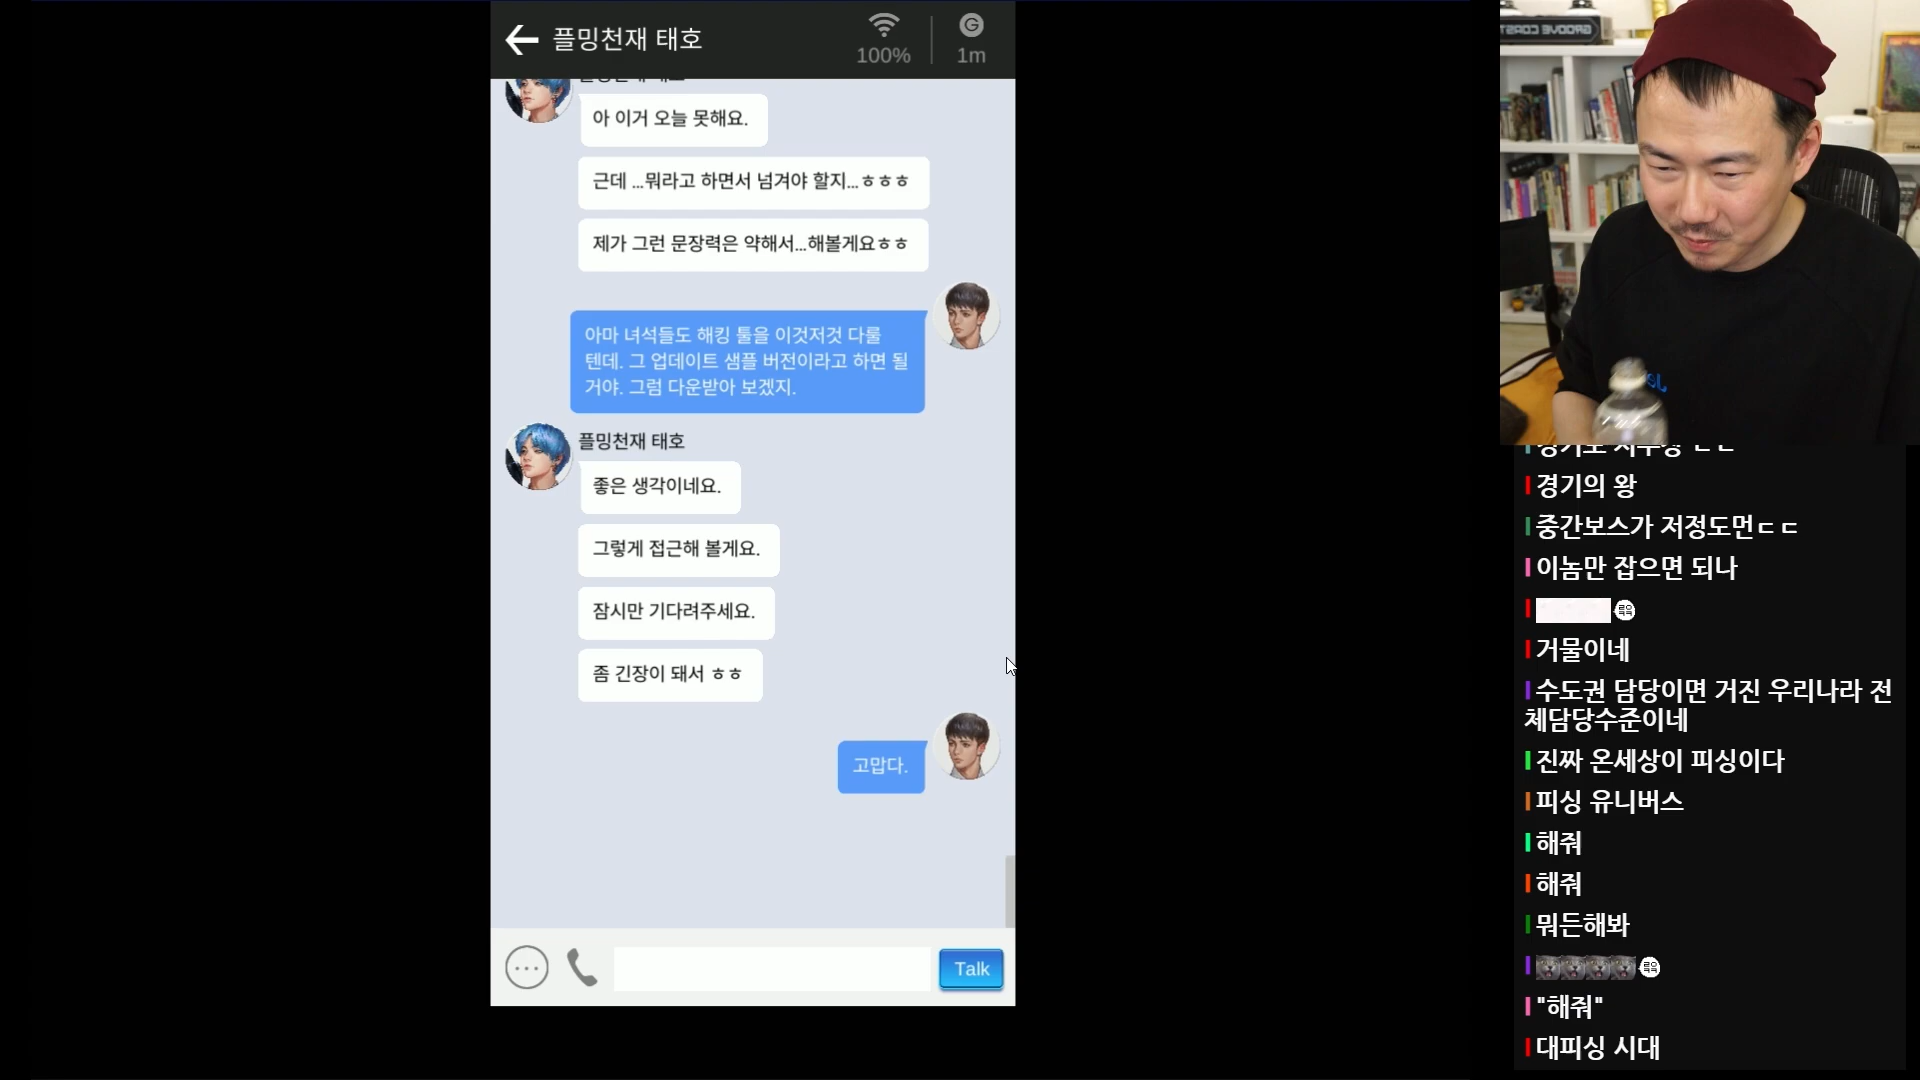 플밍천재 태호
100%
G
1m
아 이거 오늘 못해요.
근데 ...뭐라고 하면서 넘겨야 할지...ㅎㅎㅎ
제가 그런 문장력은 약해서...해볼게요ㅎㅎ
아마 녀석들도 해킹 툴을 이것저것 다룰
텐데. 그 업데이트 샘플 버전이라고 하면 될
거야. 그럼 다운받아 보겠지.
플밍천재 태호
좋은 생각이네요.
그렇게 접근해 볼게요.
잠시만 기다려주세요.
좀 긴장이 돼서 ㅎㅎ
고맙다.
Talk
경기의 왕
중간보스가 저정도먼ㄷㄷ
이놈만 잡으면 되나
거물이네
수도권 담당이면 거진 우리나라 전
체담당수준이네
진짜 온세상이 피싱이다
피싱 유니버스
해줘
해줘
뭐든해봐
"해줘"
대피싱 시대